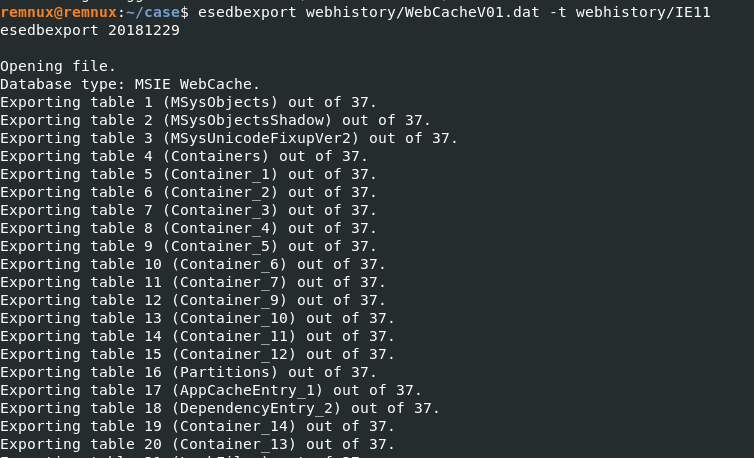 remnux@remnux:~/case$ esedbexport webhistory/WebCacheV01.dat -t webhistory/IE11
esedbexport 20181229
Opening file.
Database type: MSIE WebCache.
Exporting table 1 (MSysObjects) out of 37.
Exporting table 2 (MSysObjectsShadow) out of 37.
Exporting table 3 (MSysUnicodeFixupVer2) out of 37.
Exporting table 4 (Containers) out of 37.
Exporting table 5 (Container_1) out of 37.
Exporting table 6 (Container_2) out of 37.
Exporting table 7 (Container_3) out of 37.
Exporting table 8 (Container_4) out of 37.
Exporting table 9 (Container_5) out of 37.
Exporting table 10 (Container_6) out of 37.
Exporting table 11 (Container_7) out of 37.
Exporting table 12 (Container_9) out of 37.
Exporting table 13 (Container_10) out of 37.
Exporting table 14 (Container_11) out of 37.
Exporting table 15 (Container_12) out of 37.
Exporting table 16 (Partitions) out of 37.
Exporting table 17 (AppCacheEntry_1) out of 37.
Exporting table 18 (DependencyEntry_2) out of 37.
Exporting table 19 (Container_14) out of 37.
Exporting table 20 (Container_13) out of 37.